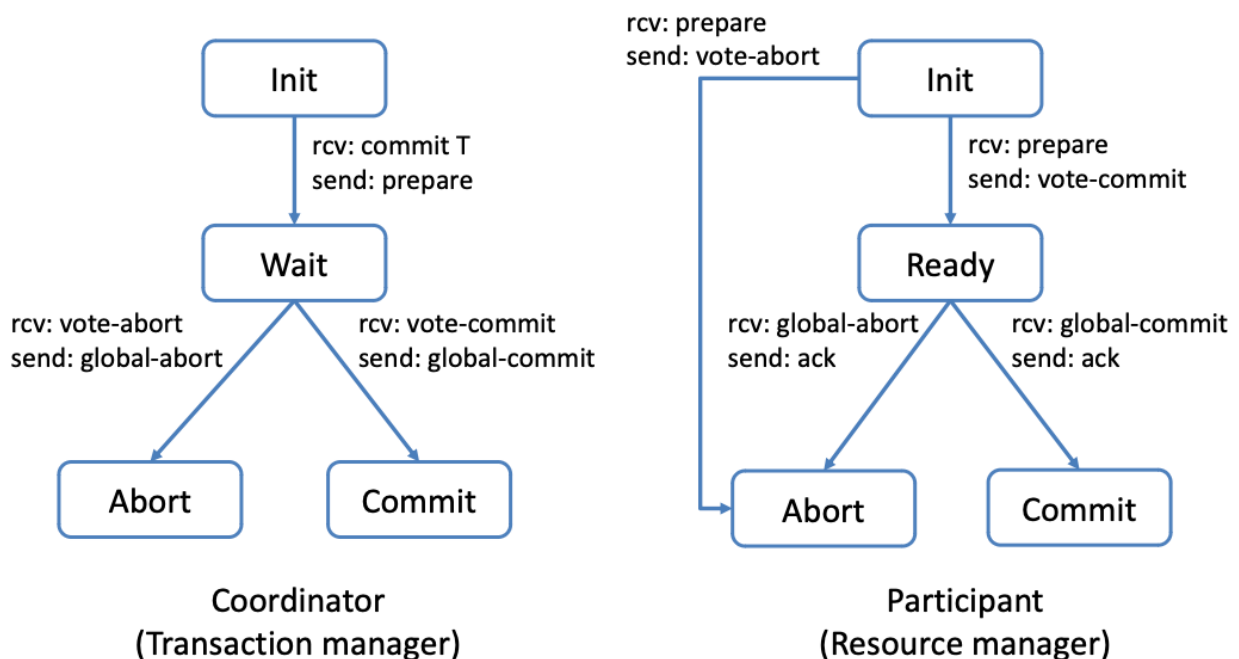 Init
rcv: commit T
send: prepare
Wait
rcv: vote-abort
send: global-abort
rcv: vote-commit
send: global-commit
Abort
Commit
Coordinator
(Transaction manager)
rcv: prepare
send: vote-abort
Init
rcv: prepare
send: vote-commit
Ready
rcv: global-abort
send: ack
rcv: global-commit
send: ack
Abort
Commit
Participant
(Resource manager)